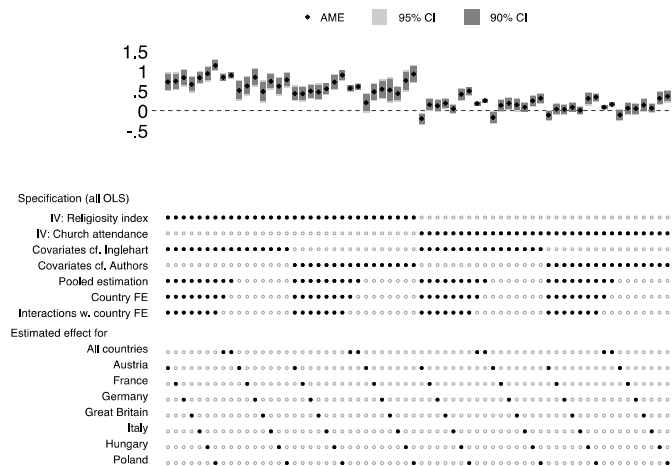 AME 95% CI 90% CI
1.5
1
.5
0
-.5
Specification (all OLS)
IV: Religiosity index
IV: Church attendance
Covariates cf. Inglehart
Covariates cf. Authors
Pooled estimation
Country FE
Interactions w. country FE
Estimated effect for
All countries
Austria
France
Germany
Great Britain
Italy
Hungary
Poland